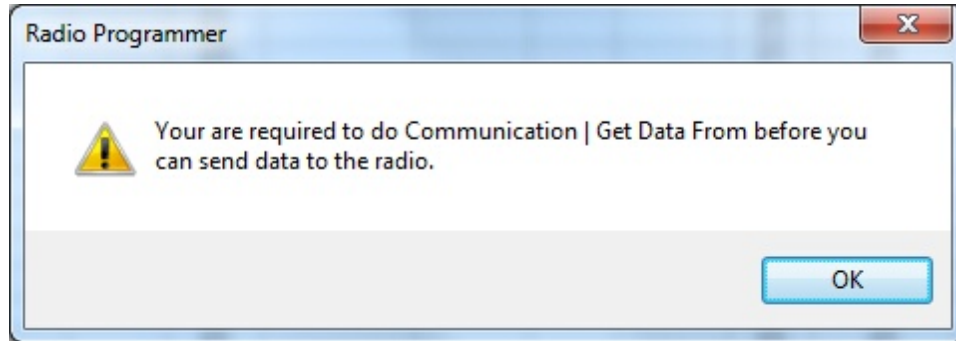 Radio Programmer
Your are required to do Communication | Get Data From before you
can send data to the radio.
OK